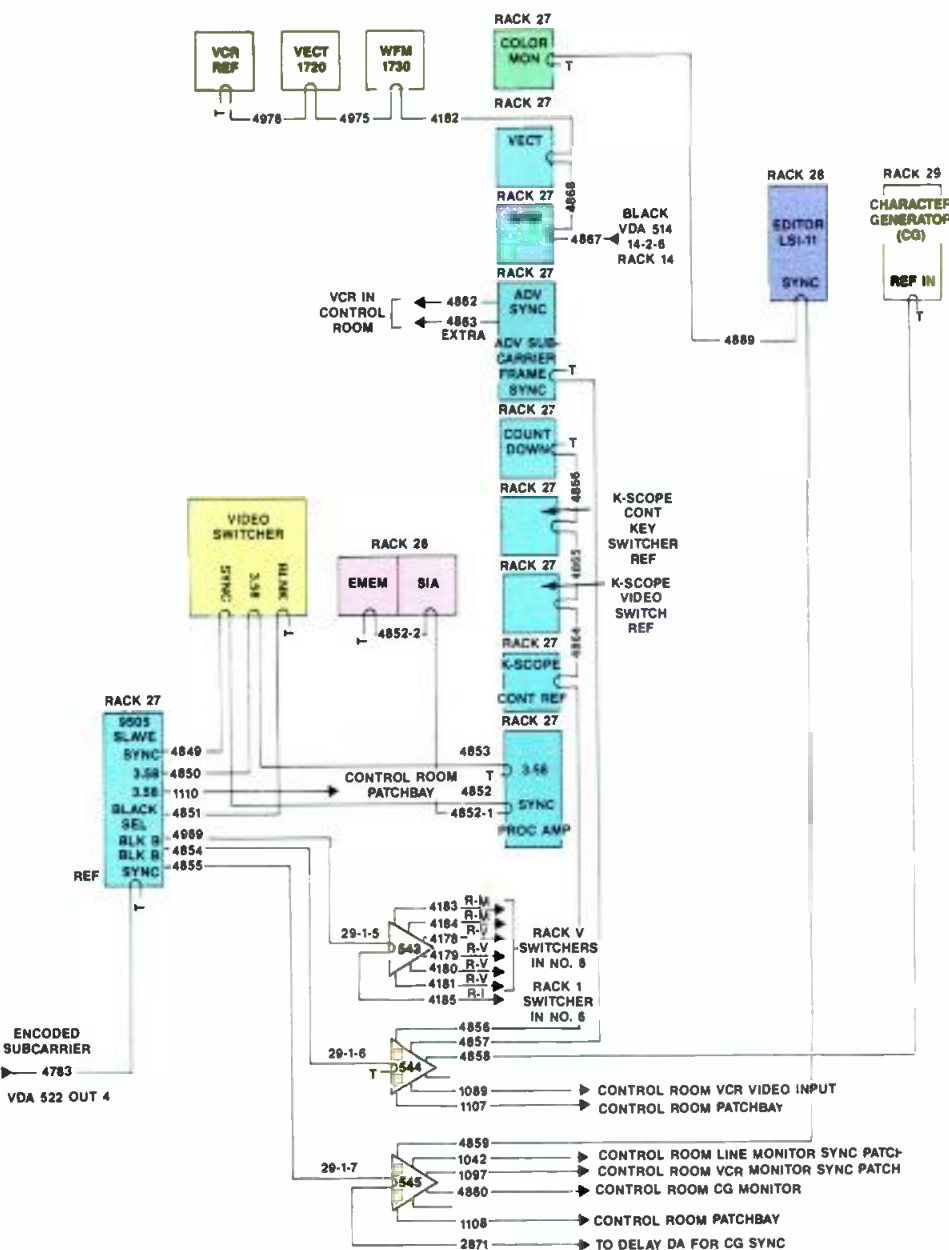 RACK 27
VCR
REF
VECT
1720
WFM
1730
COLOR
MON
T
T
4976
4975
4182
RACK 27
VECT
4868
RACK 27
4867
BLACK
VDA 514
14-2-6
RACK 14
RACK 28
EDITOR
LSI-11
SYNC
RACK 29
CHARACTER
GENERATOR
(CG)
REF IN
T
RACK 27
VCR IN
CONTROL
ROOM
4862
4863
EXTRA
ADV
SYNC
ADV SUB-
CARRIER
FRAME
SYNC
T
4889
RACK 27
COUNT
DOWN
T
4866
RACK 27
K-SCOPE
CONT
KEY
SWITCHER
REF
4865
RACK 27
K-SCOPE
VIDEO
SWITCH
REF
4864
RACK 27
K-SCOPE
CONT REF
VIDEO
SWITCHER
SYNC
3.58
BLNK
T
RACK 26
EMEM
SIA
T
4852-2
RACK 27
9505
SLAVE
SYNC
4849
3.58
4850
3.58
1110
CONTROL ROOM
PATCHBAY
BLACK
SEL
4851
BLK B
4989
BLK B
4854
SYNC
4855
REF
T
RACK 27
4853
3.58
T
4852
SYNC
4852-1
PROC AMP
29-1-5
543
4183 R-M
4184 R-M
4178 R-V
4179 R-V
4180 R-V
4181 R-V
4185 R-I
RACK V
SWITCHERS
IN NO. 6
RACK 1
SWITCHER
IN NO. 6
ENCODED
SUBCARRIER
4783
VDA 522 OUT 4
29-1-6
T
544
4856
4857
4858
1089
CONTROL ROOM VCR VIDEO INPUT
1107
CONTROL ROOM PATCHBAY
29-1-7
545
4859
1042
CONTROL ROOM LINE MONITOR SYNC PATCH
1097
CONTROL ROOM VCR MONITOR SYNC PATCH
4860
CONTROL ROOM CG MONITOR
1108
CONTROL ROOM PATCHBAY
2871
TO DELAY DA FOR CG SYNC